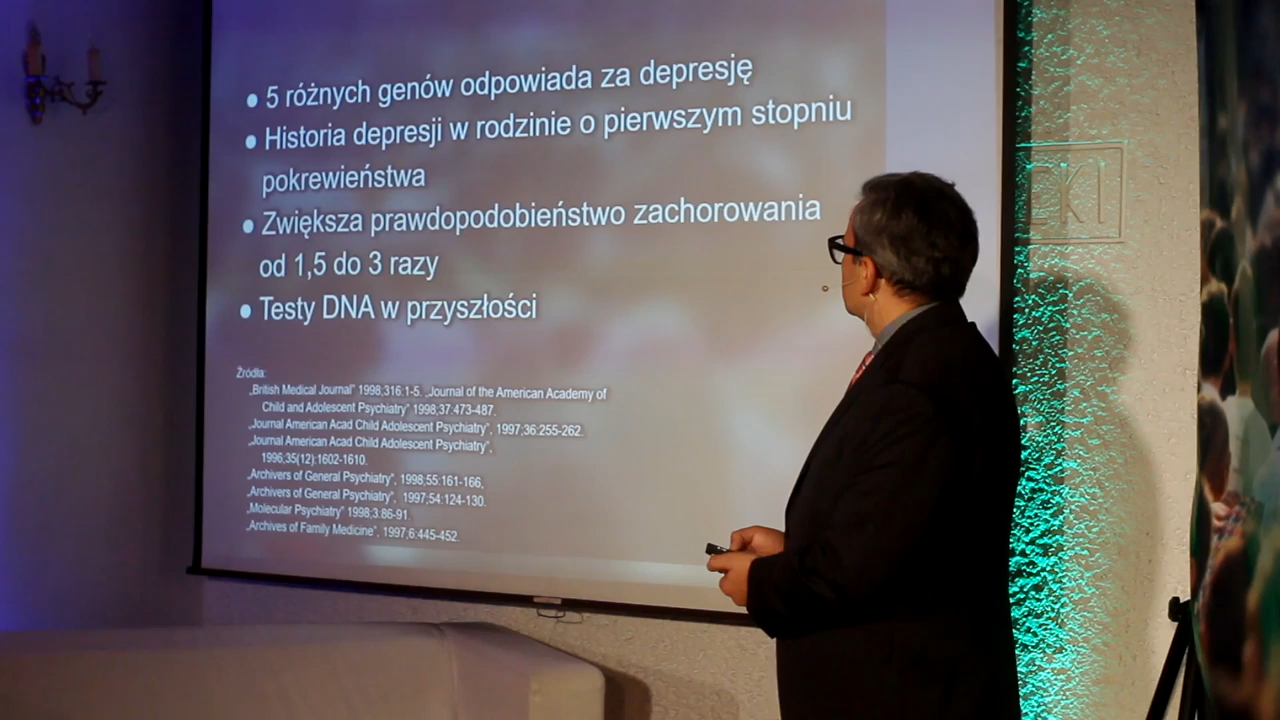 • 5 różnych genów odpowiada za depresję
• Historia depresji w rodzinie o pierwszym stopniu
pokrewieństwa
• Zwiększa prawdopodobieństwo zachorowania
od 1,5 do 3 razy
• Testy DNA w przyszłości
Źródła:
„British Medical Journal” 1998;316:1-5. „Journal of the American Academy of
Child and Adolescent Psychiatry” 1998;37:473-487.
„Journal American Acad Child Adolescent Psychiatry”, 1997;36:255-262.
„Journal American Acad Child Adolescent Psychiatry”,
1996;35(12):1602-1610.
„Archivers of General Psychiatry”, 1998;55:161-166,
„Archivers of General Psychiatry”, 1997;54:124-130.
„Molecular Psychiatry” 1998;3:86-91.
„Archives of Family Medicine”, 1997;6:445-452.